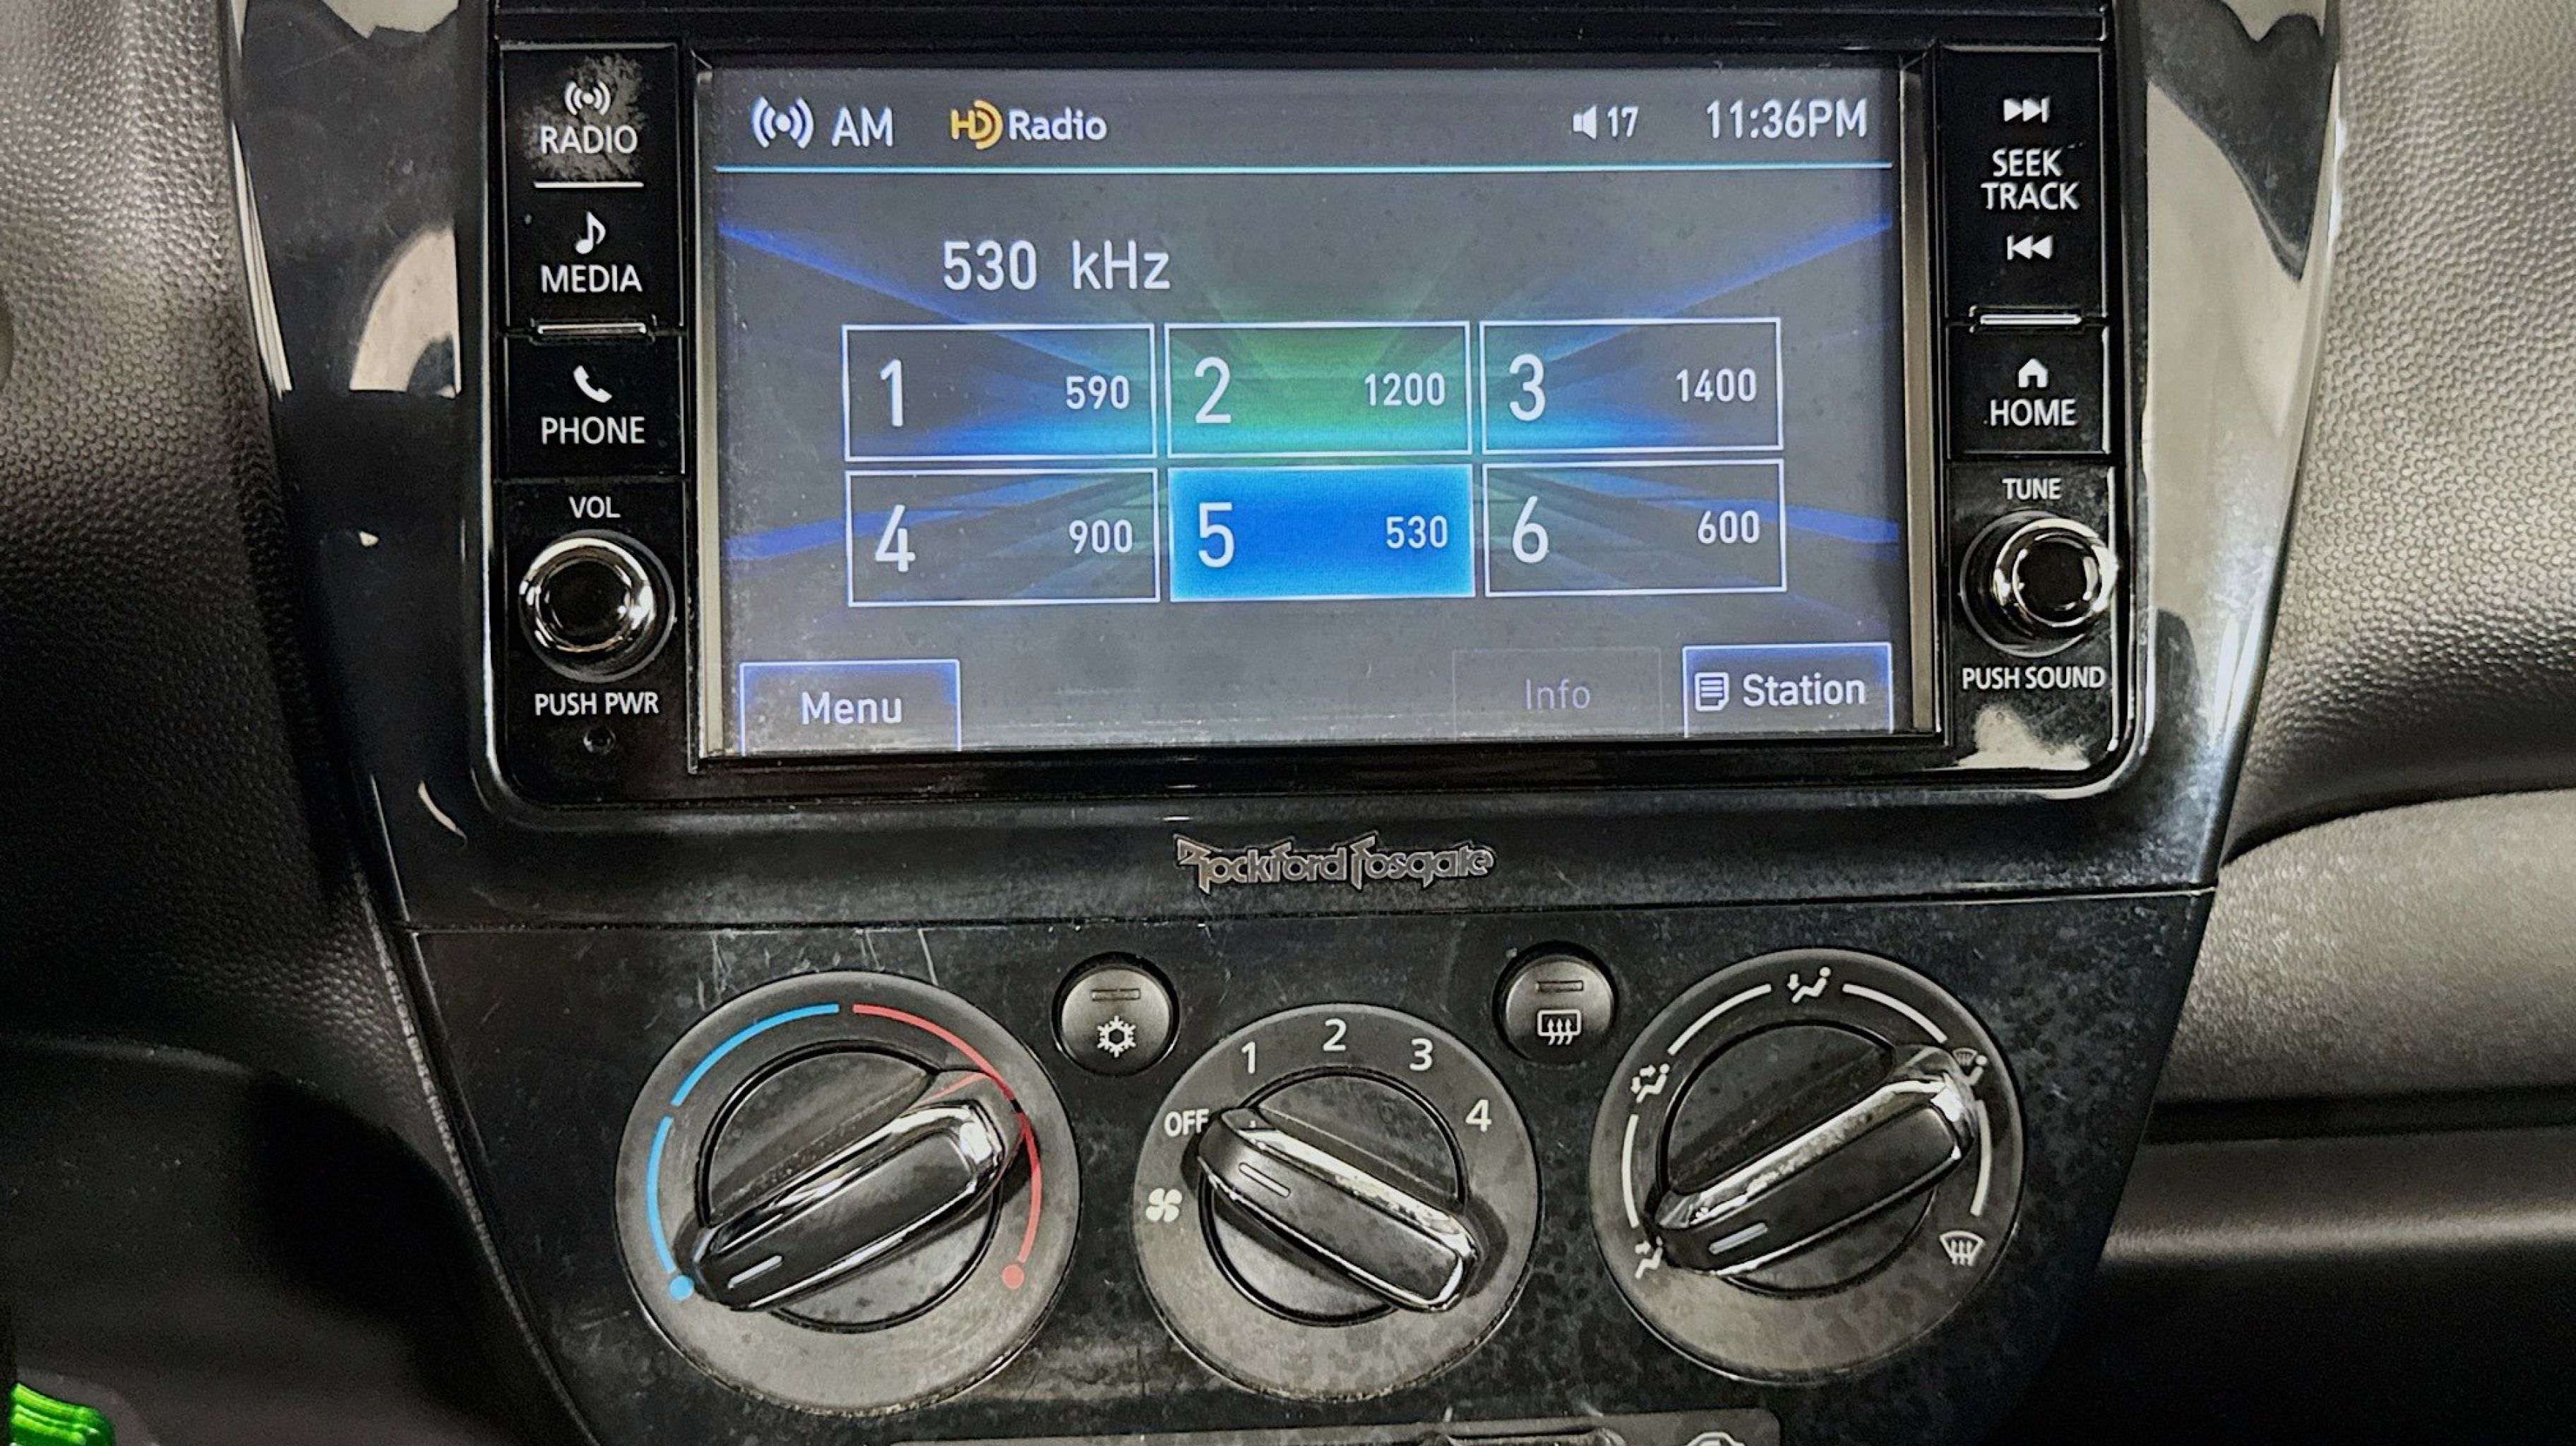 RADIO
MEDIA
PHONE
VOL
PUSH PWR
AM HD Radio 17 11:36PM
530 kHz
1 590
2 1200
3 1400
4 900
5 530
6 600
Menu
Info
Station
SEEK
TRACK
HOME
TUNE
PUSH SOUND
Rockford Fosgate
OFF 1 2 3 4